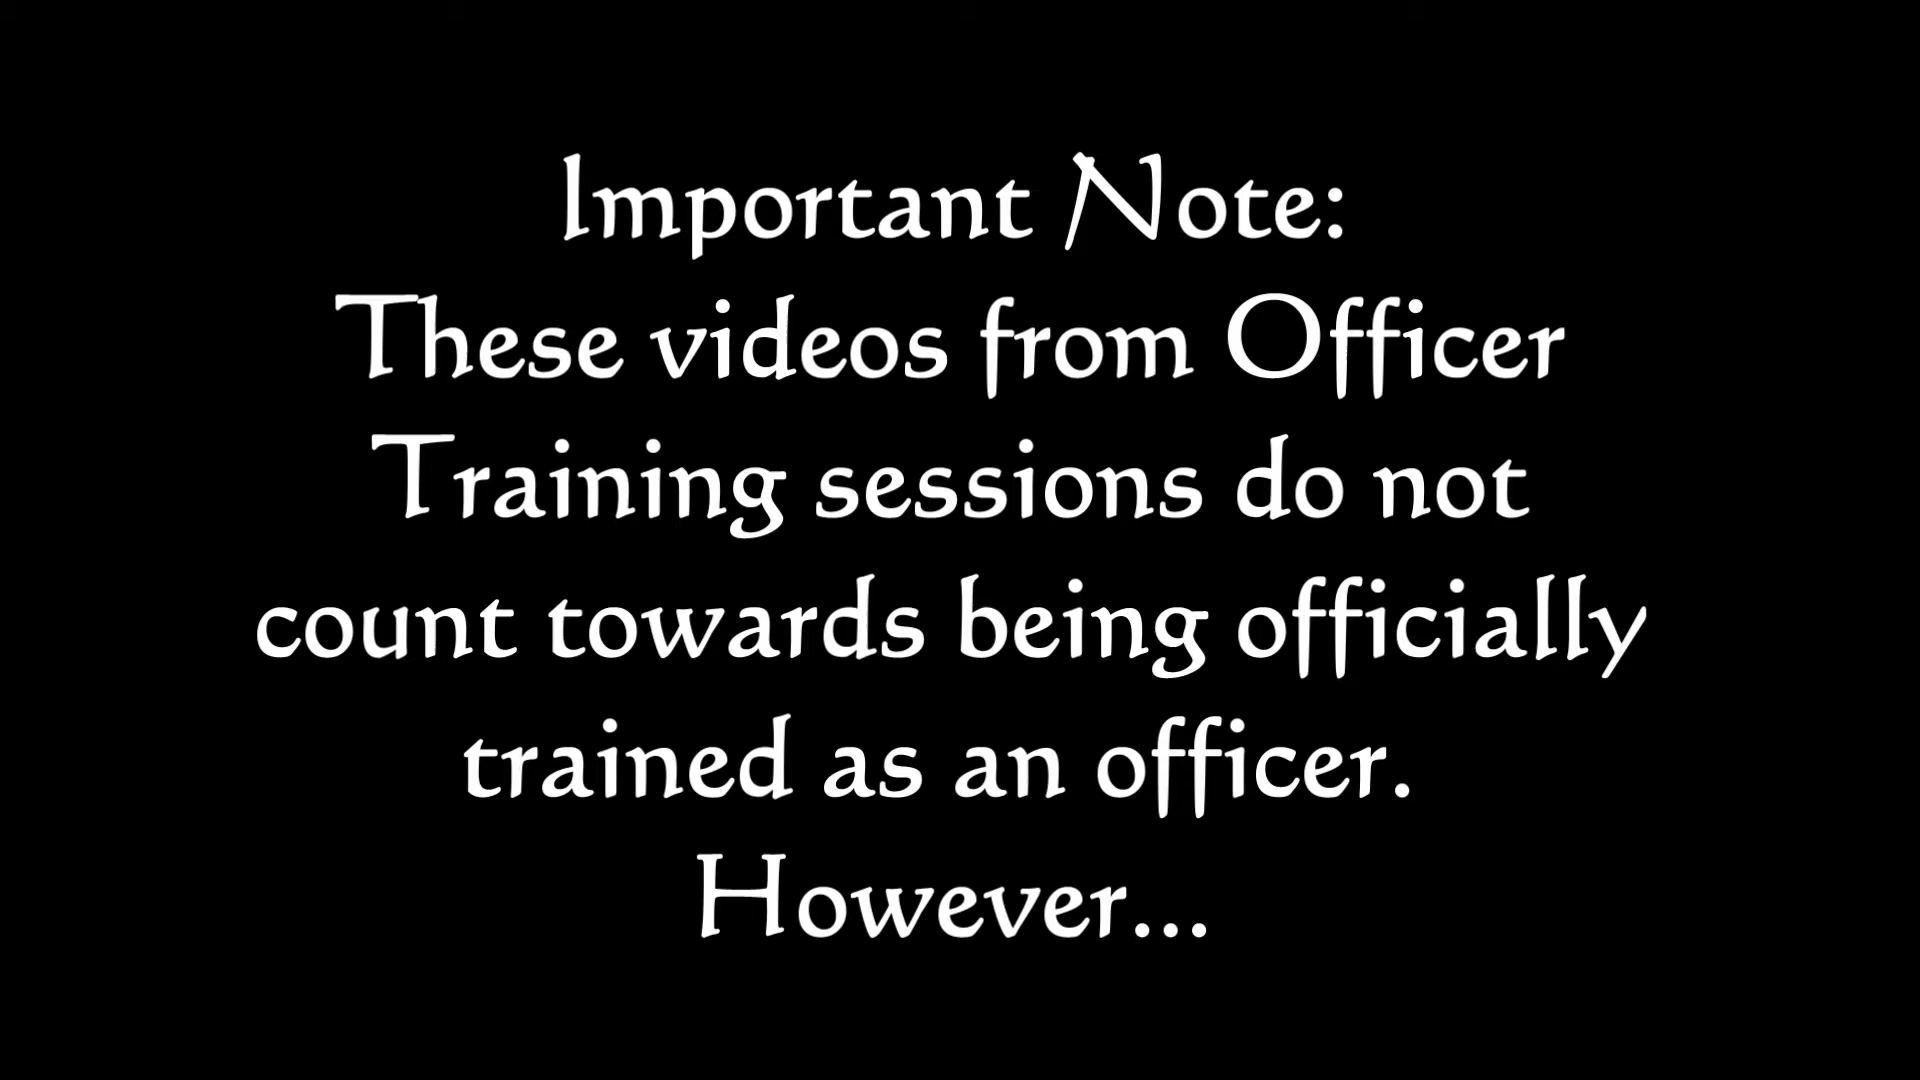 Important Note:
These videos from Officer
Training sessions do not
count towards being officially
trained as an officer.
However...